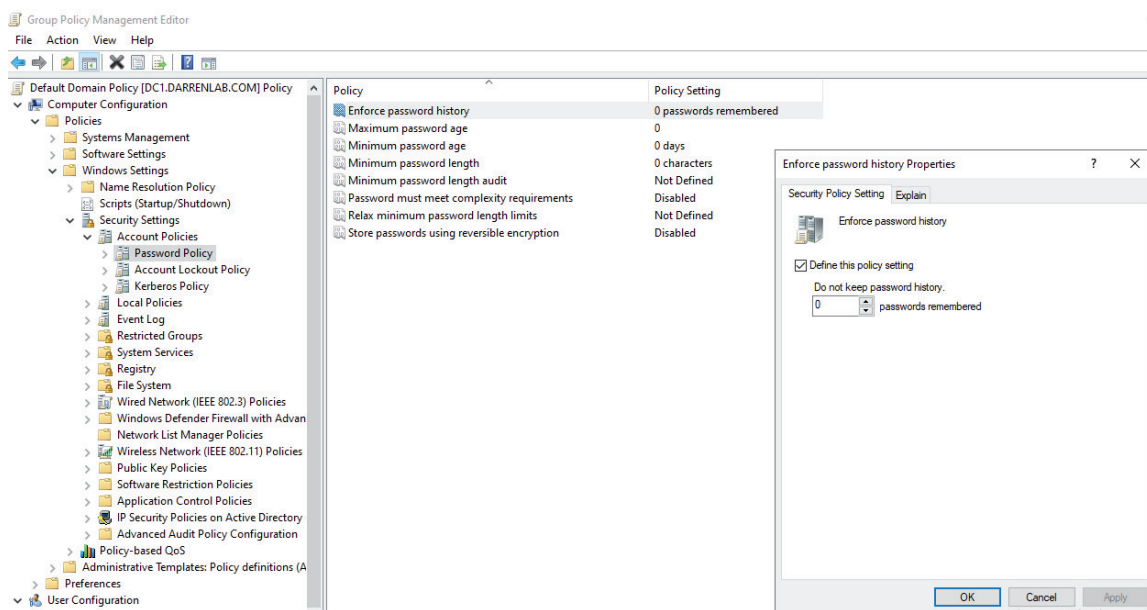 Group Policy Management Editor
File Action View Help
Default Domain Policy [DC1.DARRENLAB.COM] Policy
Computer Configuration
Policies
Systems Management
Software Settings
Windows Settings
Name Resolution Policy
Scripts (Startup/Shutdown)
Security Settings
Account Policies
Password Policy
Account Lockout Policy
Kerberos Policy
Local Policies
Event Log
Restricted Groups
System Services
Registry
File System
Wired Network (IEEE 802.3) Policies
Windows Defender Firewall with Advan
Network List Manager Policies
Wireless Network (IEEE 802.11) Policies
Public Key Policies
Software Restriction Policies
Application Control Policies
IP Security Policies on Active Directory
Advanced Audit Policy Configuration
Policy-based QoS
Administrative Templates: Policy definitions (A
Preferences
User Configuration
Policy Policy Setting
Enforce password history 0 passwords remembered
Maximum password age 0
Minimum password age 0 days
Minimum password length 0 characters
Minimum password length audit Not Defined
Password must meet complexity requirements Disabled
Relax minimum password length limits Not Defined
Store passwords using reversible encryption Disabled
Enforce password history Properties ? X
Security Policy Setting Explain
Enforce password history
Define this policy setting
Do not keep password history.
0 passwords remembered
OK Cancel Apply